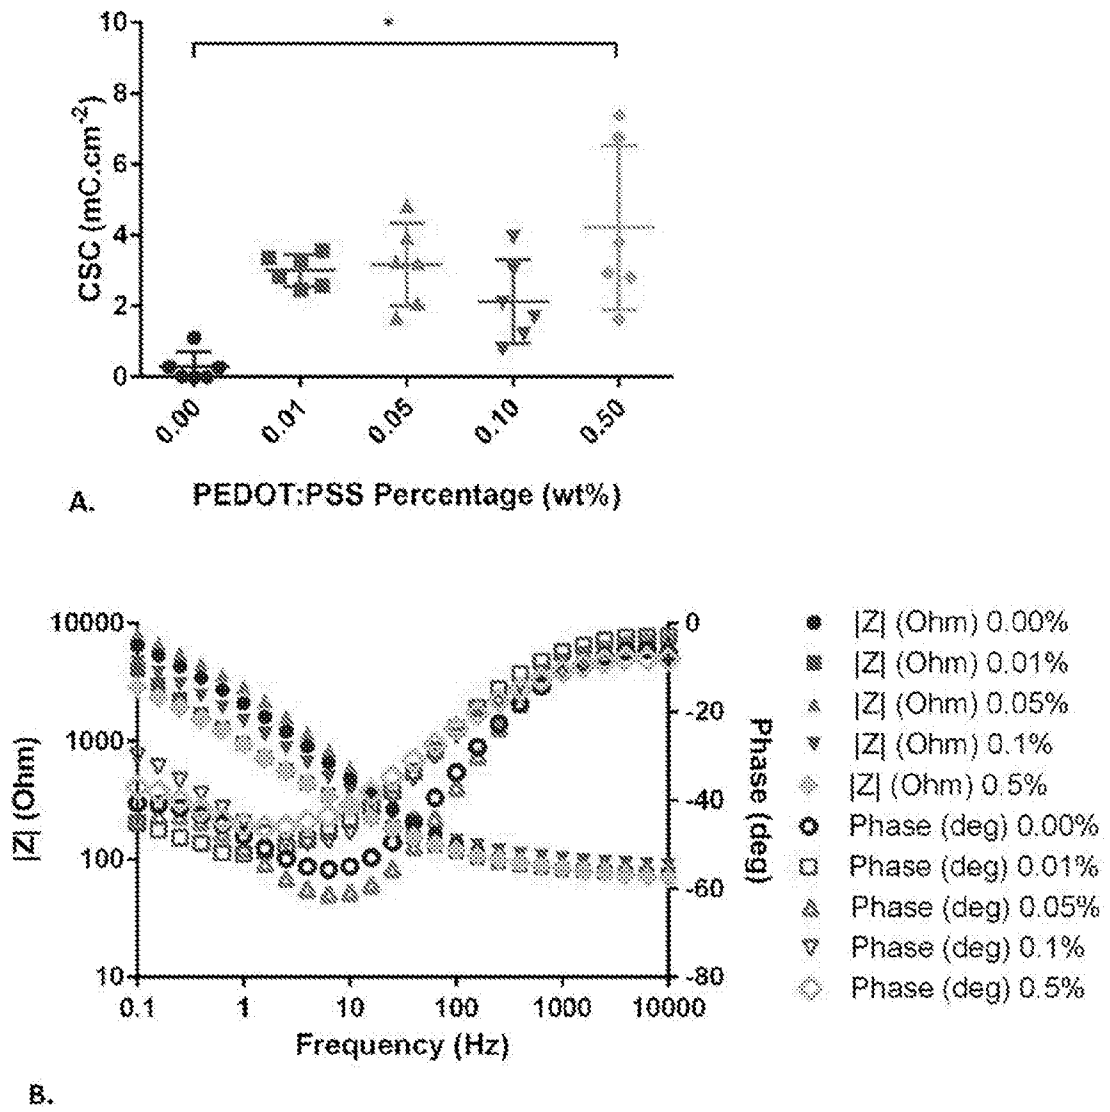 *
10
8
6
4
2
0
CSC (mC.cm-2)
0.00
0.01
0.05
0.10
0.50
PEDOT:PSS Percentage (wt%)
A.
10000
1000
100
10
|Z| (Ohm)
0
-20
-40
-60
-80
Phase (deg)
0.1
1
10
100
1000
10000
Frequency (Hz)
|Z| (Ohm) 0.00%
|Z| (Ohm) 0.01%
|Z| (Ohm) 0.05%
|Z| (Ohm) 0.1%
|Z| (Ohm) 0.5%
Phase (deg) 0.00%
Phase (deg) 0.01%
Phase (deg) 0.05%
Phase (deg) 0.1%
Phase (deg) 0.5%
B.